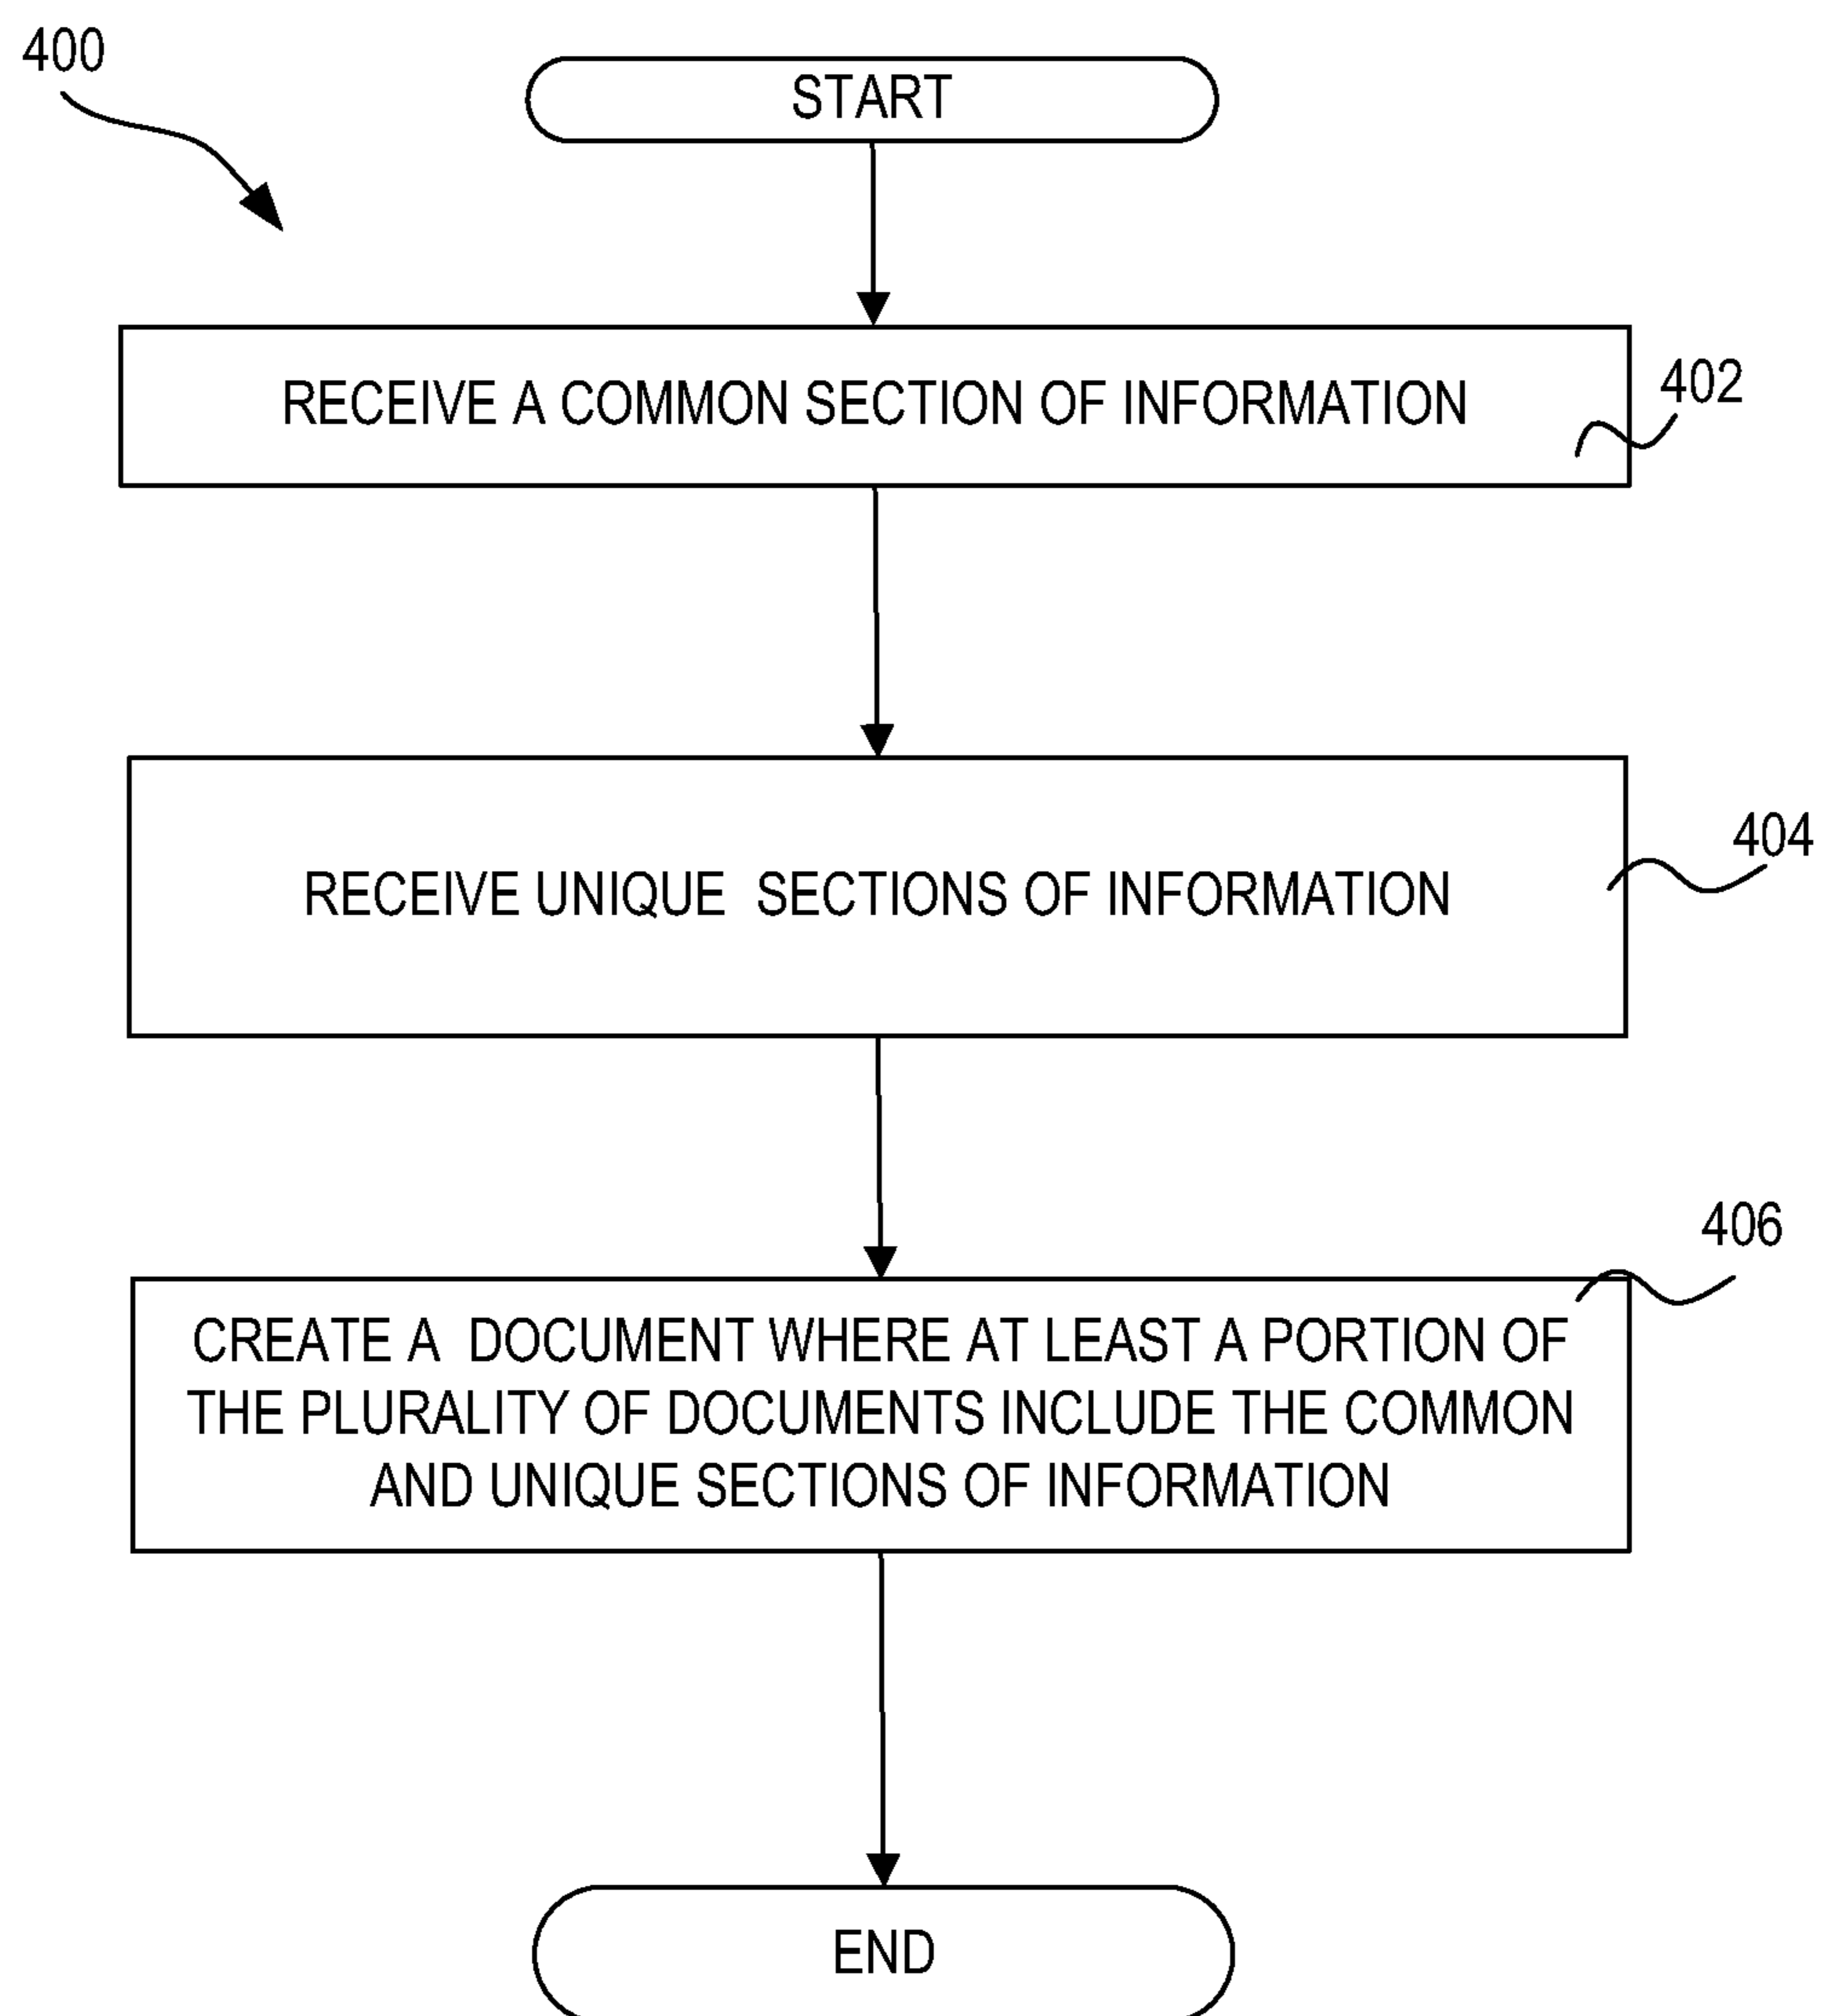 400
START
RECEIVE A COMMON SECTION OF INFORMATION
402
RECEIVE UNIQUE  SECTIONS OF INFORMATION
404
406
CREATE A  DOCUMENT WHERE AT LEAST A PORTION OF
THE PLURALITY OF DOCUMENTS INCLUDE THE COMMON
AND UNIQUE SECTIONS OF INFORMATION
END